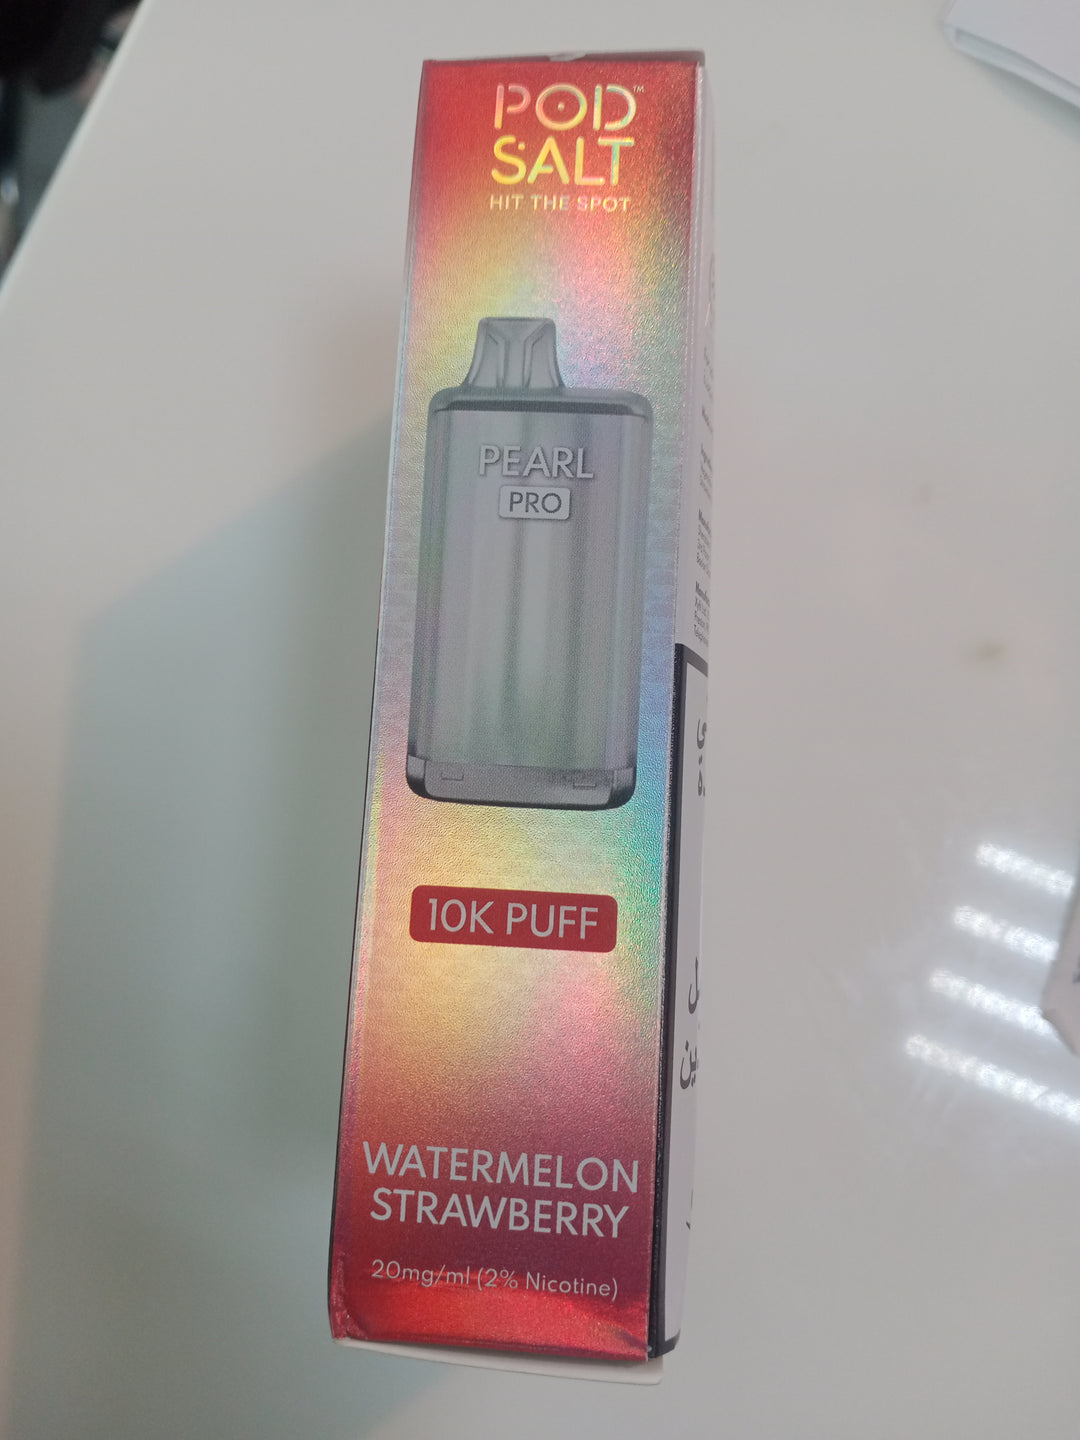 POD™
SALT
HIT THE SPOT
PEARL
PRO
10K PUFF
WATERMELON
STRAWBERRY
20mg/ml (2% Nicotine)